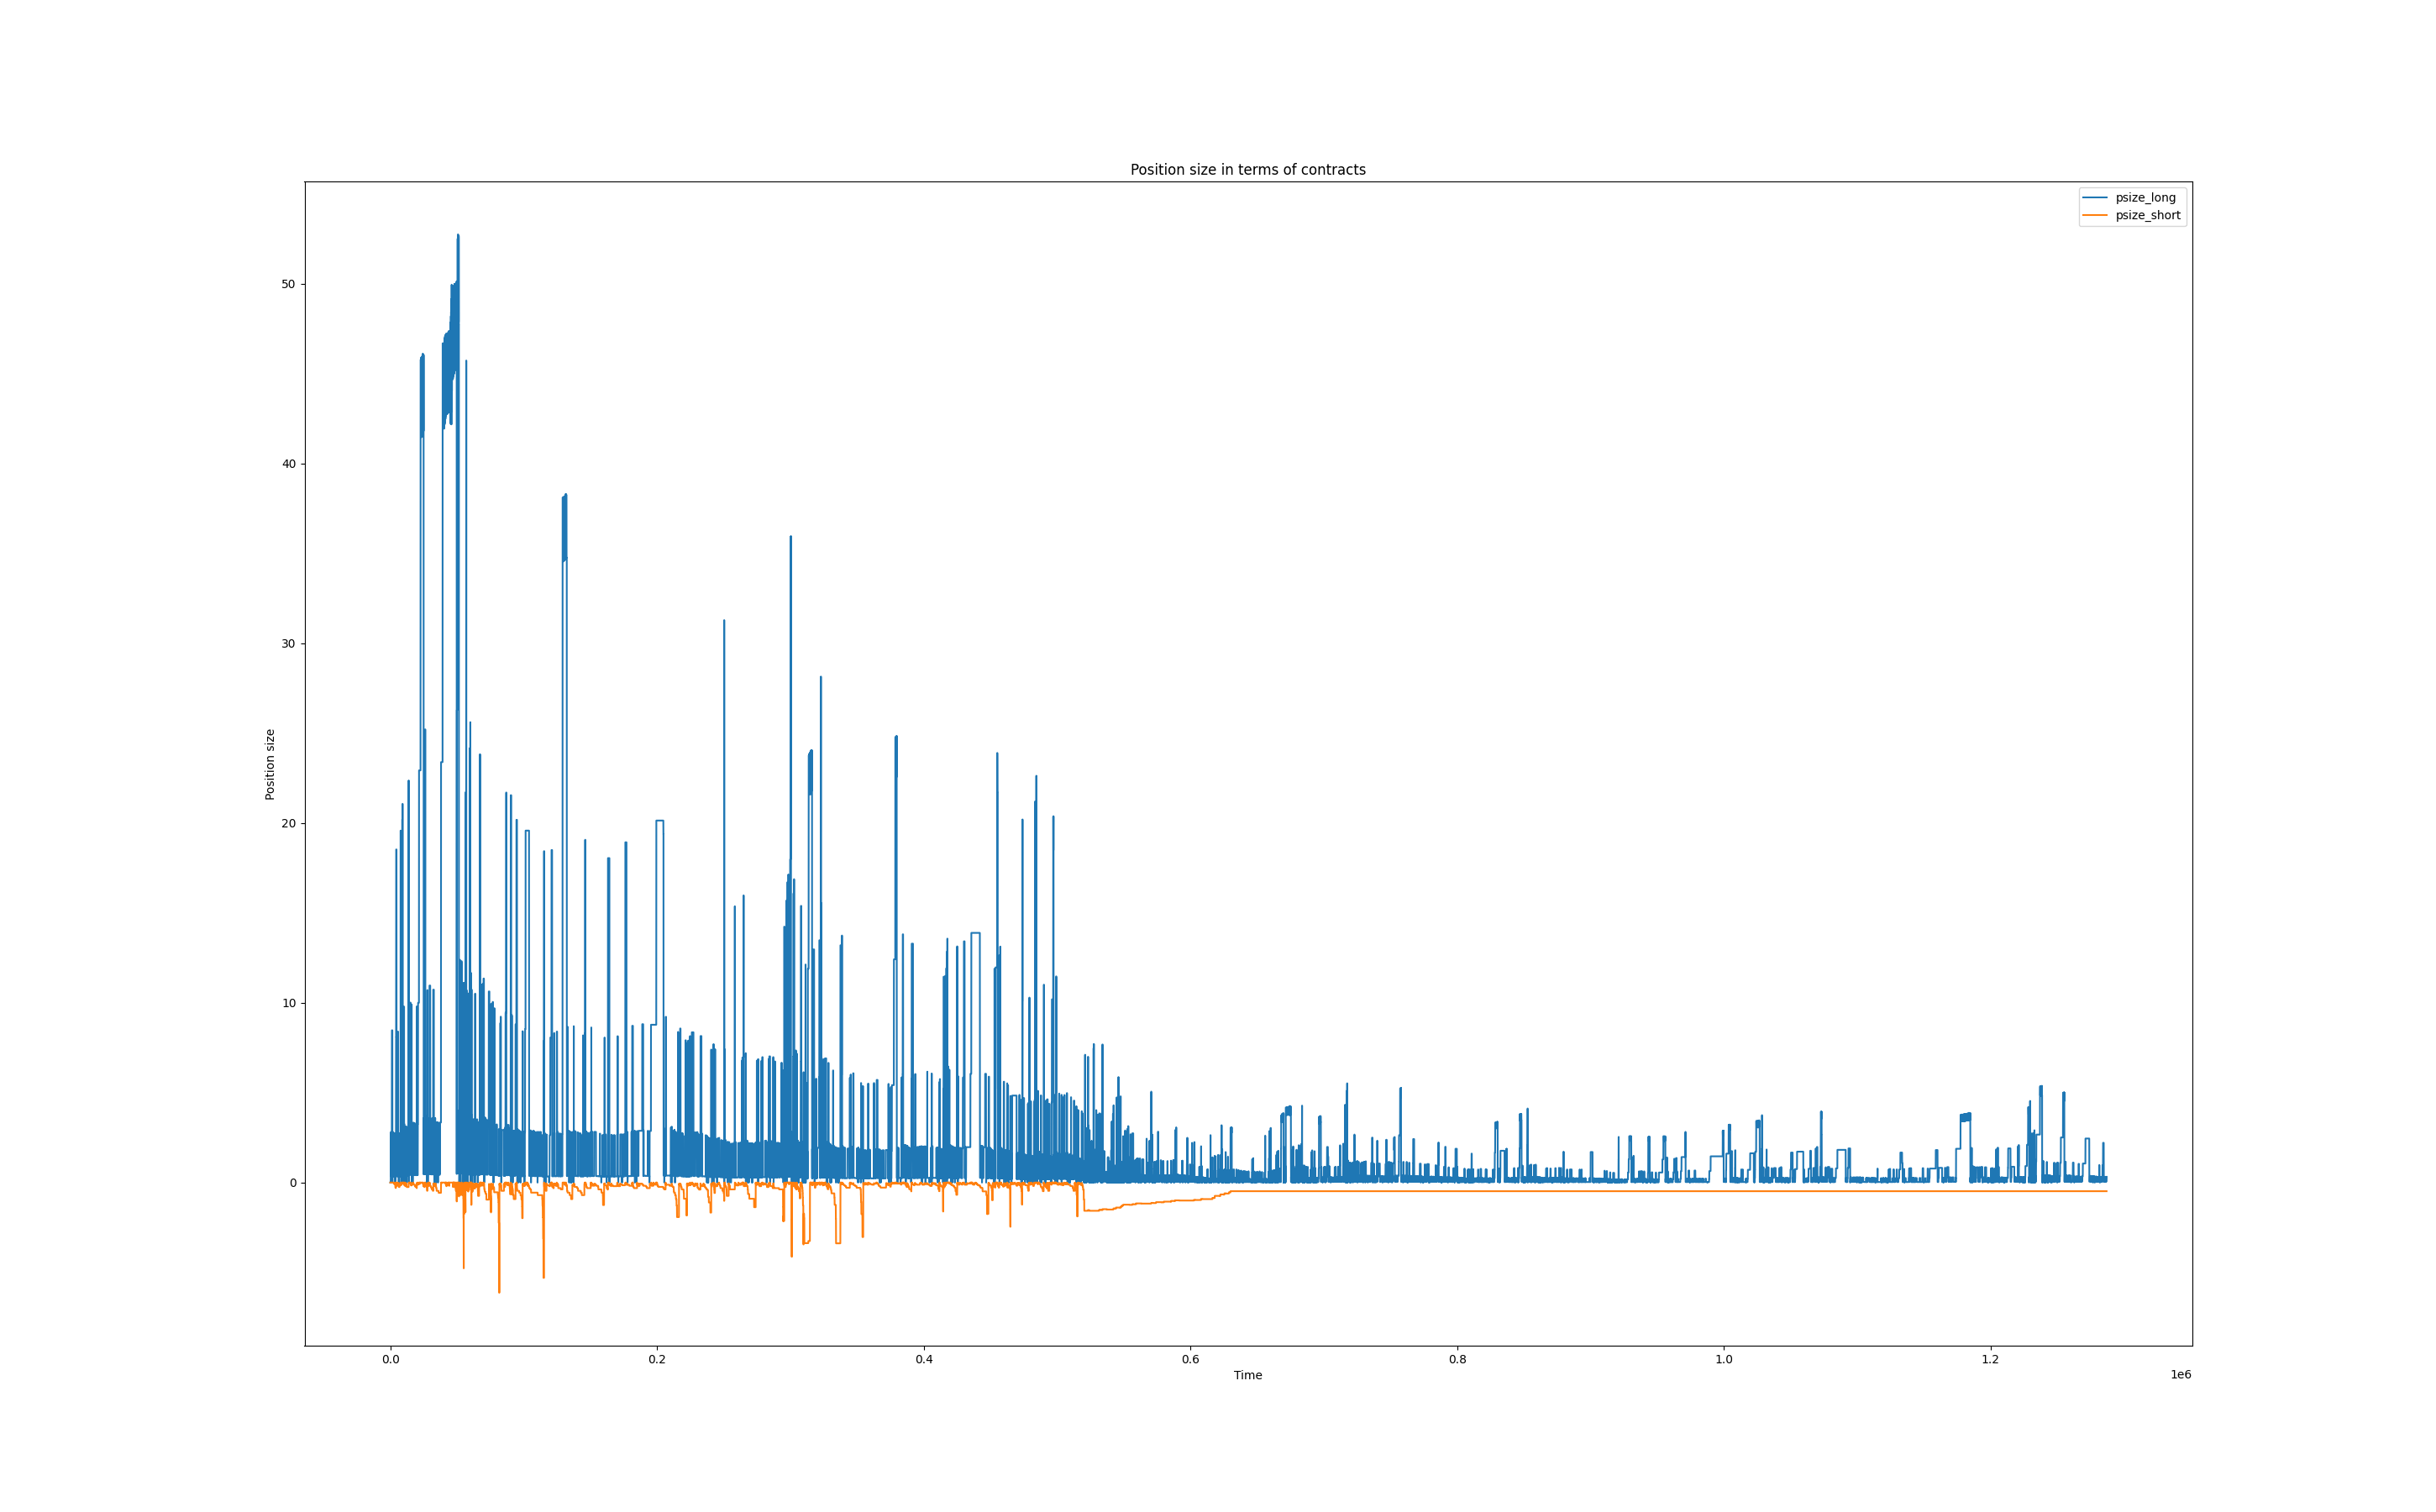 Position size in terms of contracts
psize_long
psize_short
50
40
30
20
10
0
Position size
0.0 0.2 0.4 0.6 0.8 1.0 1.2
1e6
Time